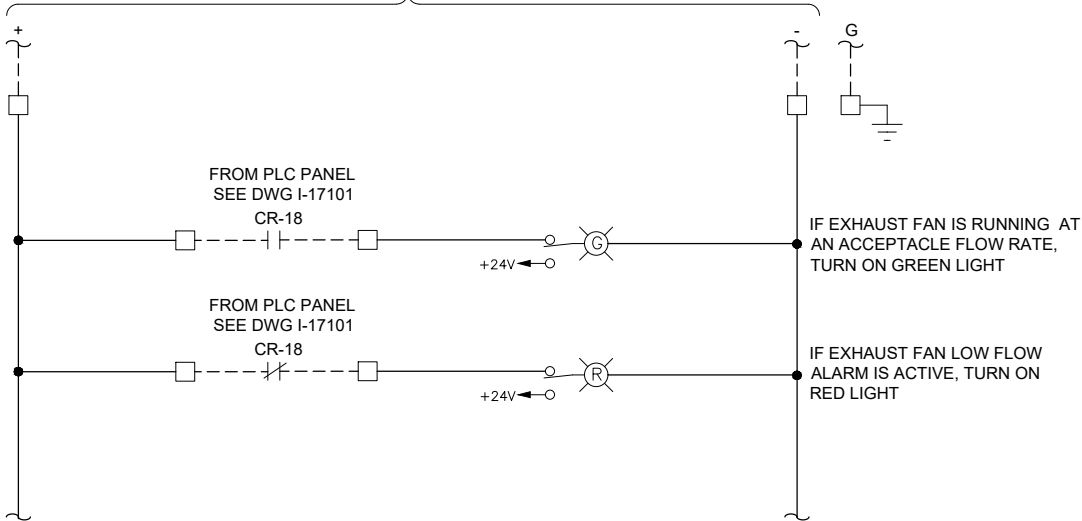 +
-
G
FROM PLC PANEL
SEE DWG I-17101
CR-18
+24V
G
IF EXHAUST FAN IS RUNNING AT
AN ACCEPTACLE FLOW RATE,
TURN ON GREEN LIGHT
FROM PLC PANEL
SEE DWG I-17101
CR-18
+24V
R
IF EXHAUST FAN LOW FLOW
ALARM IS ACTIVE, TURN ON
RED LIGHT